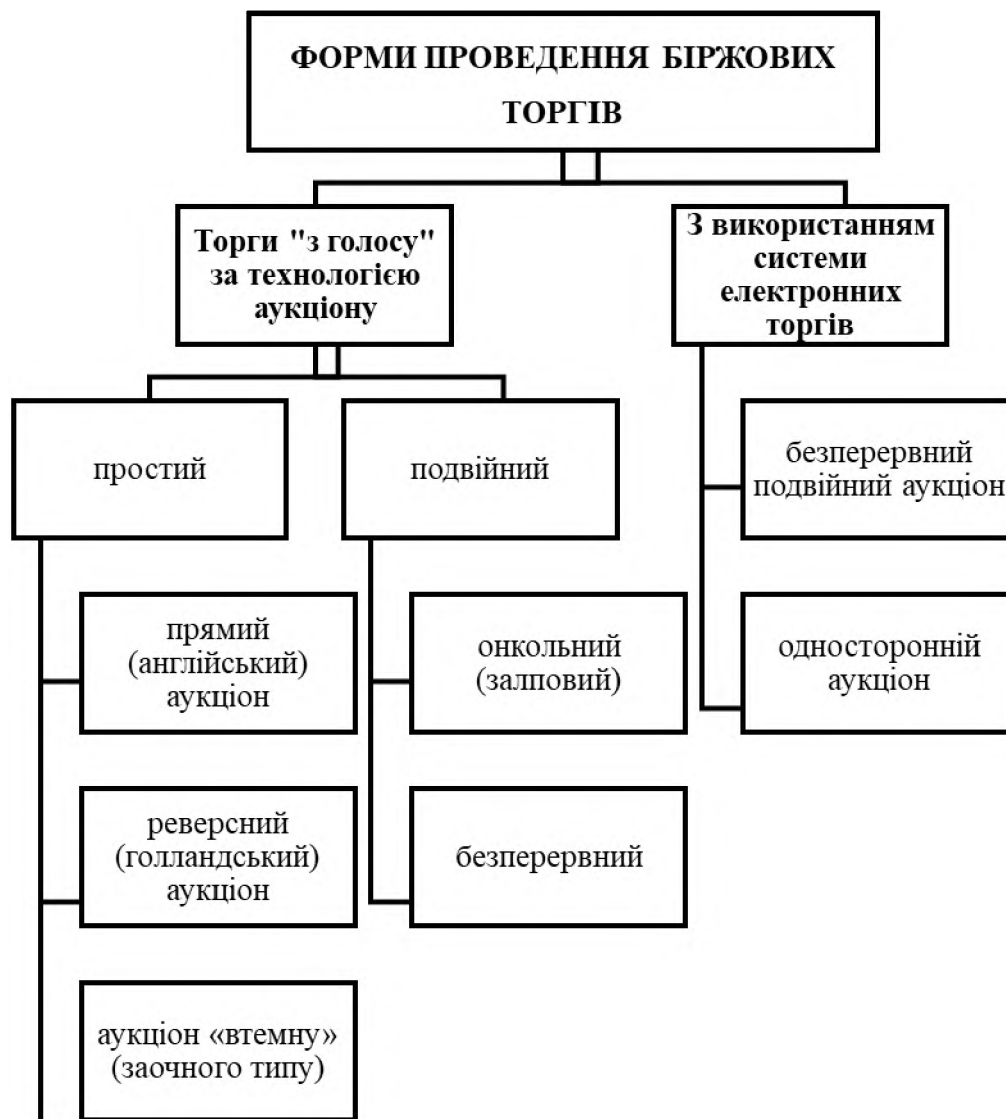 ФОРМИ ПРОВЕДЕННЯ БІРЖОВИХ
ТОРГІВ
Торги "з голосу"
за технологією
аукціону
З використанням
системи
електронних
торгів
простий
подвійний
безперервний
подвійний аукціон
прямий
(англійський)
аукціон
онкольний
(залповий)
односторонній
аукціон
реверсний
(голландський)
аукціон
безперервний
аукціон «втемну»
(заочного типу)